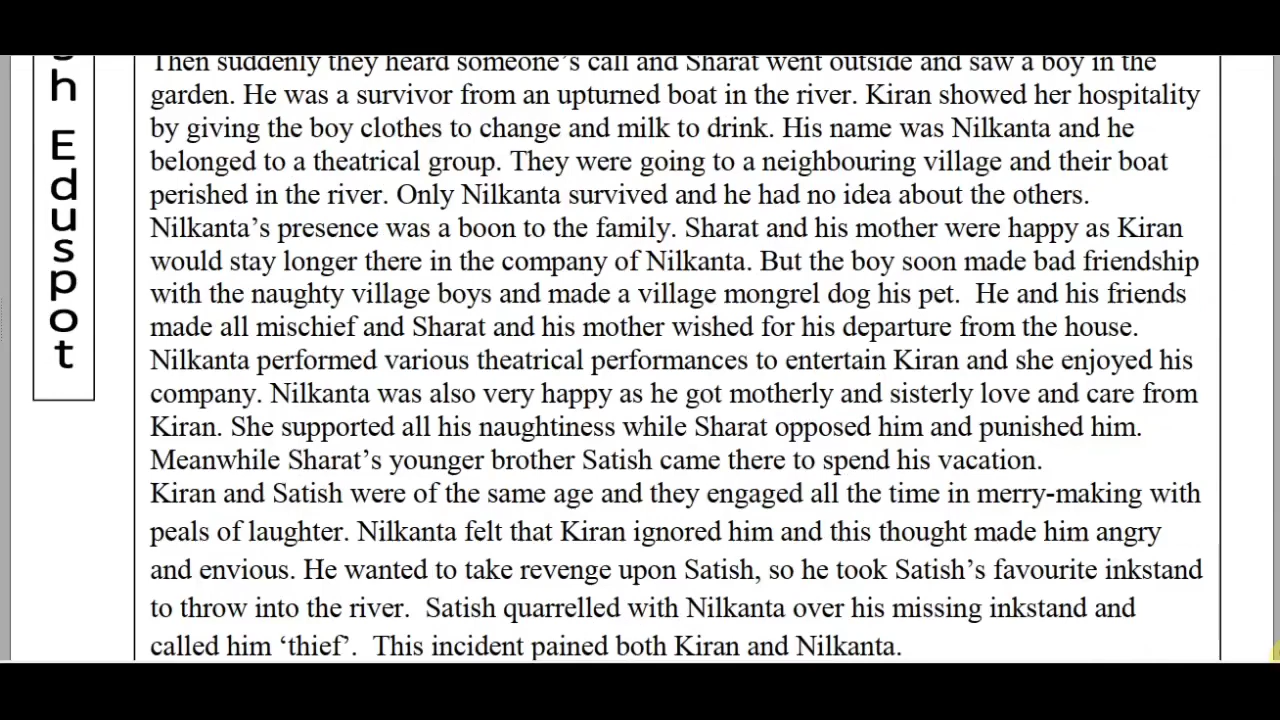 h
E
d
u
s
p
o
t
Then suddenly they heard someone's call and Sharat went outside and saw a boy in the
garden. He was a survivor from an upturned boat in the river. Kiran showed her hospitality
by giving the boy clothes to change and milk to drink. His name was Nilkanta and he
belonged to a theatrical group. They were going to a neighbouring village and their boat
perished in the river. Only Nilkanta survived and he had no idea about the others.
Nilkanta's presence was a boon to the family. Sharat and his mother were happy as Kiran
would stay longer there in the company of Nilkanta. But the boy soon made bad friendship
with the naughty village boys and made a village mongrel dog his pet.  He and his friends
made all mischief and Sharat and his mother wished for his departure from the house.
Nilkanta performed various theatrical performances to entertain Kiran and she enjoyed his
company. Nilkanta was also very happy as he got motherly and sisterly love and care from
Kiran. She supported all his naughtiness while Sharat opposed him and punished him.
Meanwhile Sharat's younger brother Satish came there to spend his vacation.
Kiran and Satish were of the same age and they engaged all the time in merry-making with
peals of laughter. Nilkanta felt that Kiran ignored him and this thought made him angry
and envious. He wanted to take revenge upon Satish, so he took Satish's favourite inkstand
to throw into the river.  Satish quarrelled with Nilkanta over his missing inkstand and
called him ‘thief’.  This incident pained both Kiran and Nilkanta.